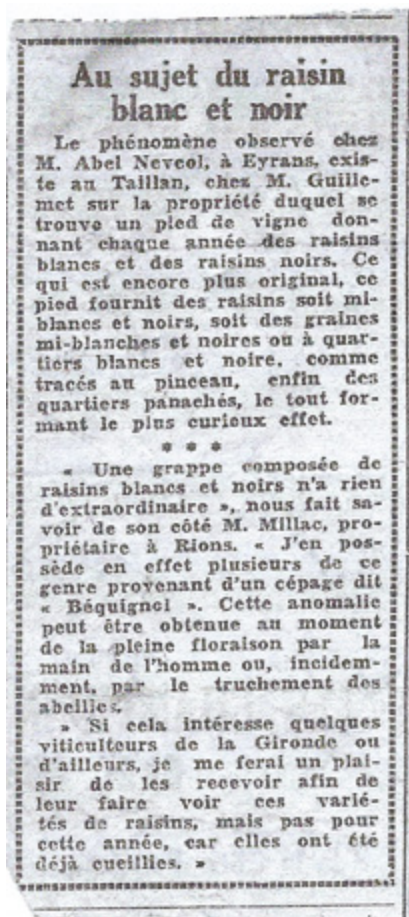 Au sujet du raisin
blanc et noir
Le phénomène observé chez
M. Abel Neveol, à Eyrans, exis-
te au Taillan, chez M. Guille-
met sur la propriété duquel se
trouve un pied de vigne don-
nant chaque année des raisins
blancs et des raisins noirs. Ce
qui est encore plus original, ce
pied fournit des raisins soit mi-
blancs et noirs, soit des graines
mi-blanches et noires ou à quar-
tiers blancs et noire, comme
tracés au pinceau, enfin des
quartiers panachés, le tout for-
mant le plus curieux effet.
* * *
« Une grappe composée de
raisins blancs et noirs n'a rien
d'extraordinaire », nous fait sa-
voir de son côté M. Millac, pro-
priétaire à Rions. « J'en pos-
sède en effet plusieurs de ce
genre provenant d'un cépage dit
« Béquignol ». Cette anomalie
peut être obtenue au moment
de la pleine floraison par la
main de l'homme ou, incidem-
ment, par le truchement des
abeilles.
» Si cela intéresse quelques
viticulteurs de la Gironde ou
d'ailleurs, je me ferai un plai-
sir de les recevoir afin de
leur faire voir ces varié-
tés de raisins, mais pas pour
cette année, car elles ont été
déjà cueillies. »